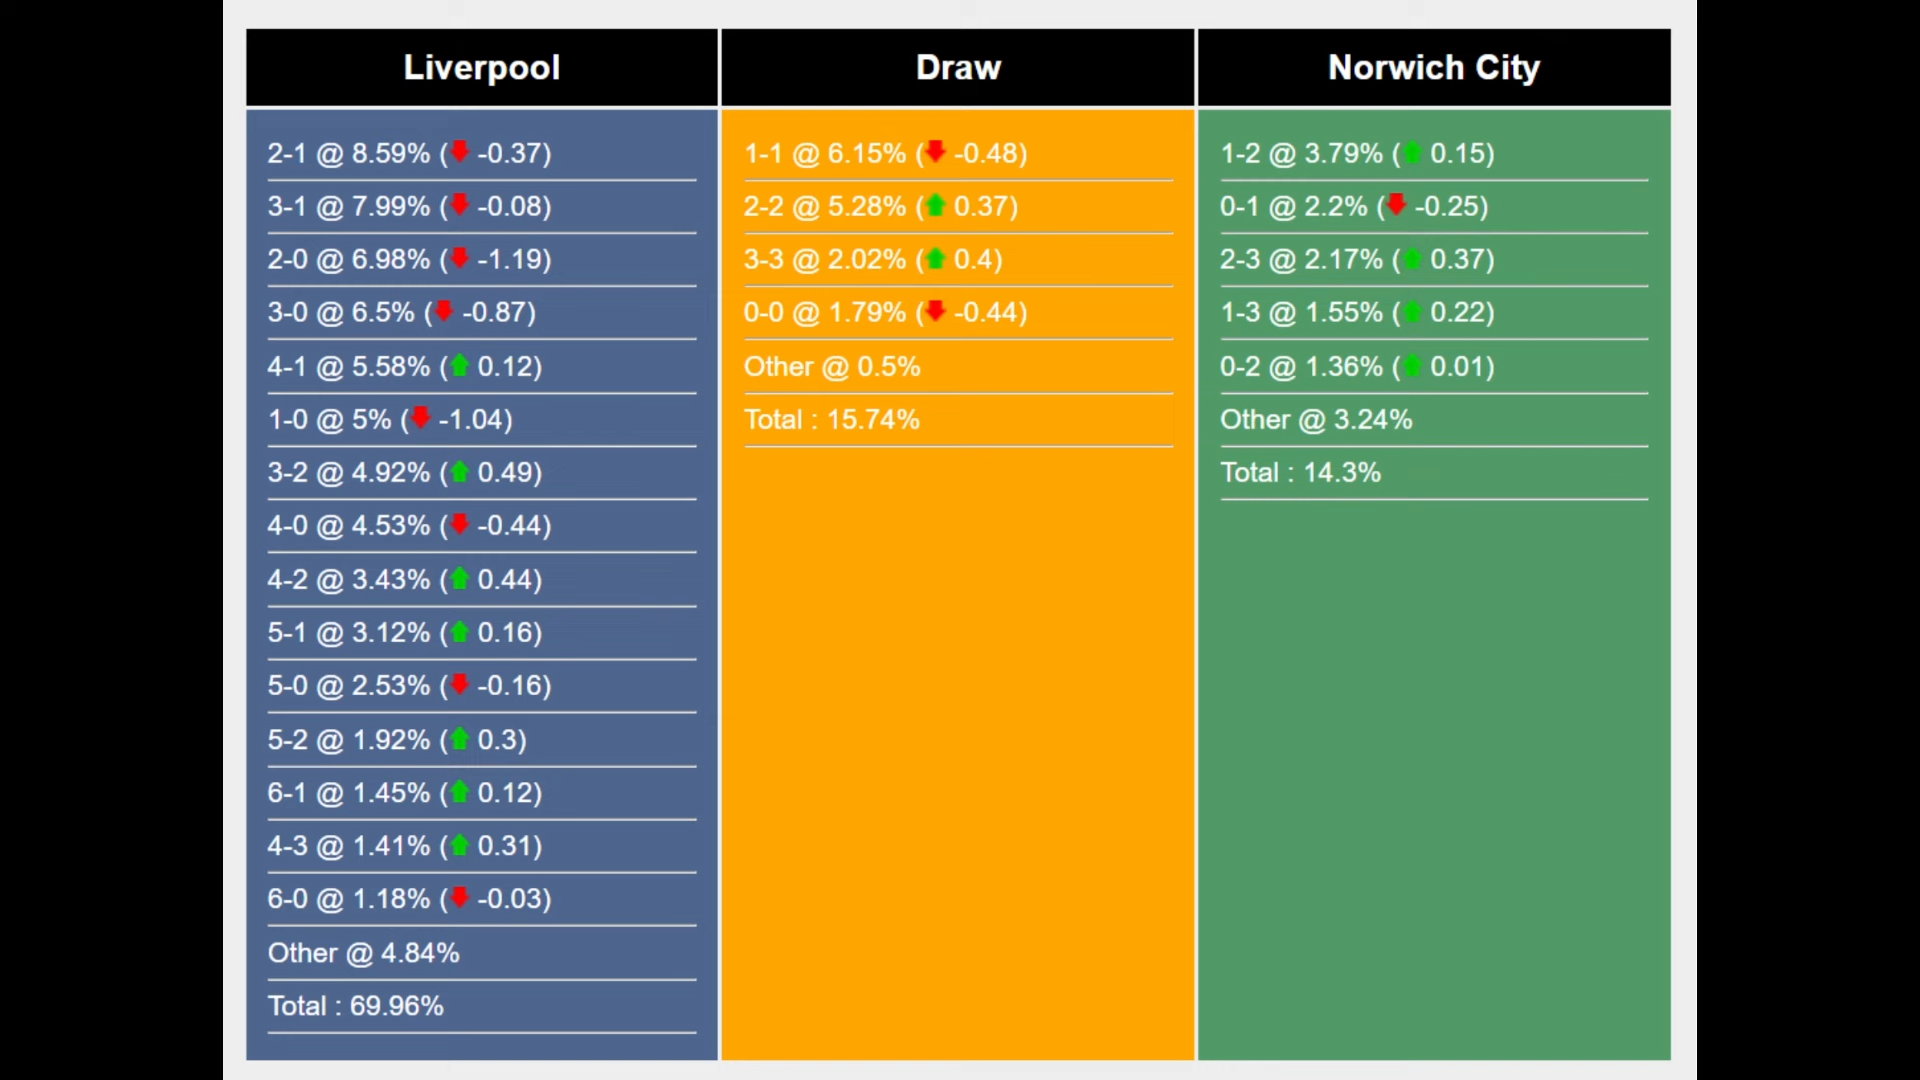 Liverpool
2-1 @ 8.59% ( -0.37)
3-1 @ 7.99% ( -0.08)
2-0 @ 6.98% ( -1.19)
3-0 @ 6.5% ( -0.87)
4-1 @ 5.58% ( 0.12)
1-0 @ 5% ( -1.04)
3-2 @ 4.92% ( 0.49)
4-0 @ 4.53% ( -0.44)
4-2 @ 3.43% ( 0.44)
5-1 @ 3.12% ( 0.16)
5-0 @ 2.53% ( -0.16)
5-2 @ 1.92% ( 0.3)
6-1 @ 1.45% ( 0.12)
4-3 @ 1.41% ( 0.31)
6-0 @ 1.18% ( -0.03)
Other @ 4.84%
Total : 69.96%
Draw
1-1 @ 6.15% ( -0.48)
2-2 @ 5.28% ( 0.37)
3-3 @ 2.02% ( 0.4)
0-0 @ 1.79% ( -0.44)
Other @ 0.5%
Total : 15.74%
Norwich City
1-2 @ 3.79% ( 0.15)
0-1 @ 2.2% ( -0.25)
2-3 @ 2.17% ( 0.37)
1-3 @ 1.55% ( 0.22)
0-2 @ 1.36% ( 0.01)
Other @ 3.24%
Total : 14.3%